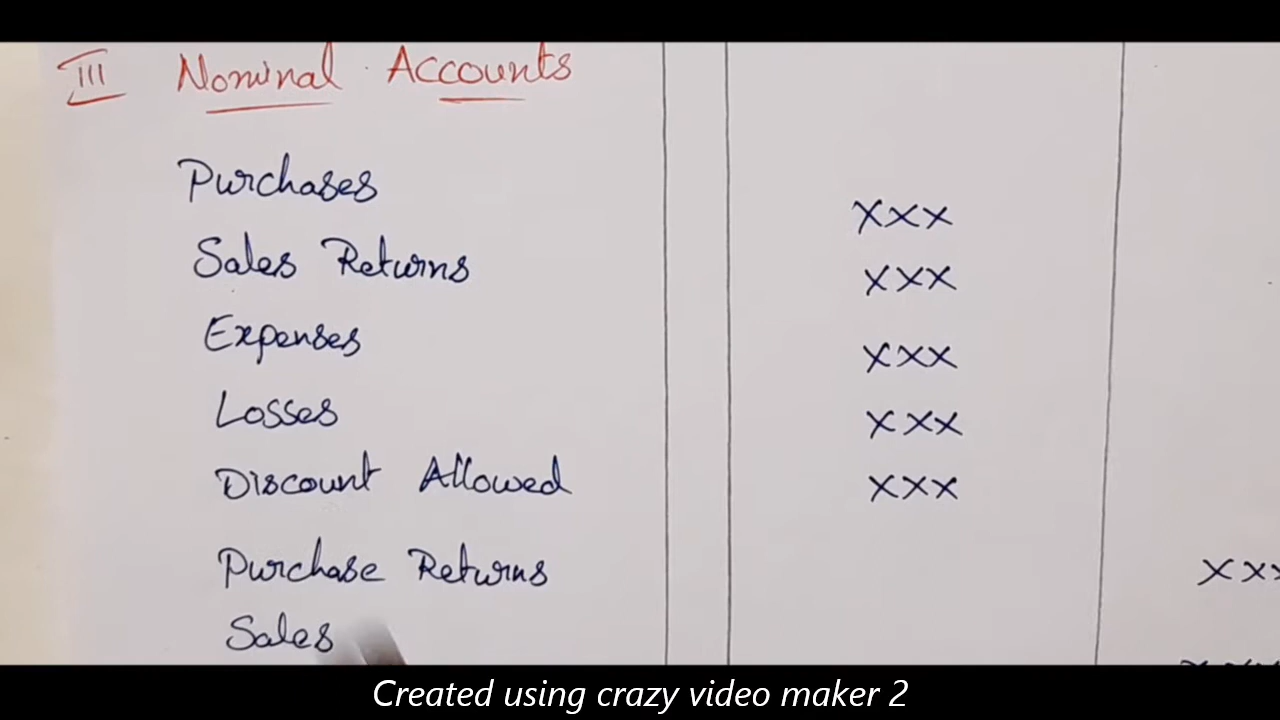 III Nominal Accounts
Purchases XXX
Sales Returns XXX
Expenses XXX
Losses XXX
Discount Allowed XXX
Purchase Returns XXX
Sales
Created using crazy video maker 2